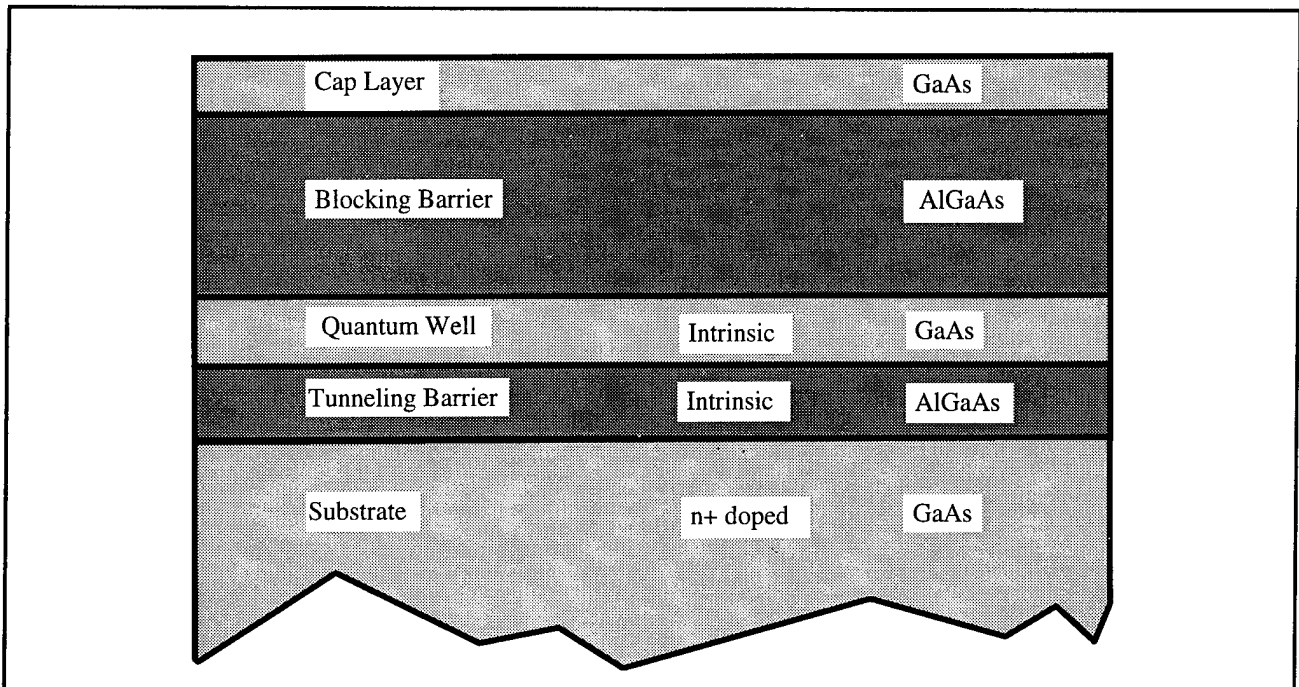 Cap Layer GaAs
Blocking Barrier AlGaAs
Quantum Well Intrinsic GaAs
Tunneling Barrier Intrinsic AlGaAs
Substrate n+ doped GaAs